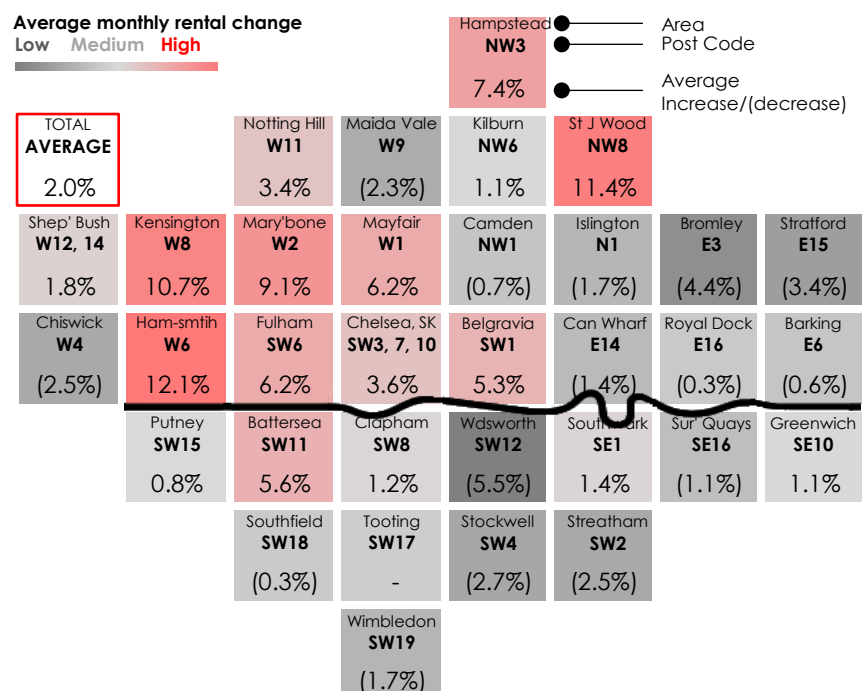 Average monthly rental change
Low Medium High
Hampstead
NW3
7.4%
Area
Post Code
Average
Increase/(decrease)
TOTAL
AVERAGE
2.0%
Notting Hill
W11
3.4%
Maida Vale
W9
(2.3%)
Kilburn
NW6
1.1%
St J Wood
NW8
11.4%
Shep' Bush
W12, 14
1.8%
Kensington
W8
10.7%
Mary'bone
W2
9.1%
Mayfair
W1
6.2%
Camden
NW1
(0.7%)
Islington
N1
(1.7%)
Bromley
E3
(4.4%)
Stratford
E15
(3.4%)
Chiswick
W4
(2.5%)
Ham-smtih
W6
12.1%
Fulham
SW6
6.2%
Chelsea, SK
SW3, 7, 10
3.6%
Belgravia
SW1
5.3%
Can Wharf
E14
(1.4%)
Royal Dock
E16
(0.3%)
Barking
E6
(0.6%)
Putney
SW15
0.8%
Battersea
SW11
5.6%
Clapham
SW8
1.2%
Wdsworth
SW12
(5.5%)
Southwark
SE1
1.4%
Sur' Quays
SE16
(1.1%)
Greenwich
SE10
1.1%
Southfield
SW18
(0.3%)
Tooting
SW17
-
Stockwell
SW4
(2.7%)
Streatham
SW2
(2.5%)
Wimbledon
SW19
(1.7%)